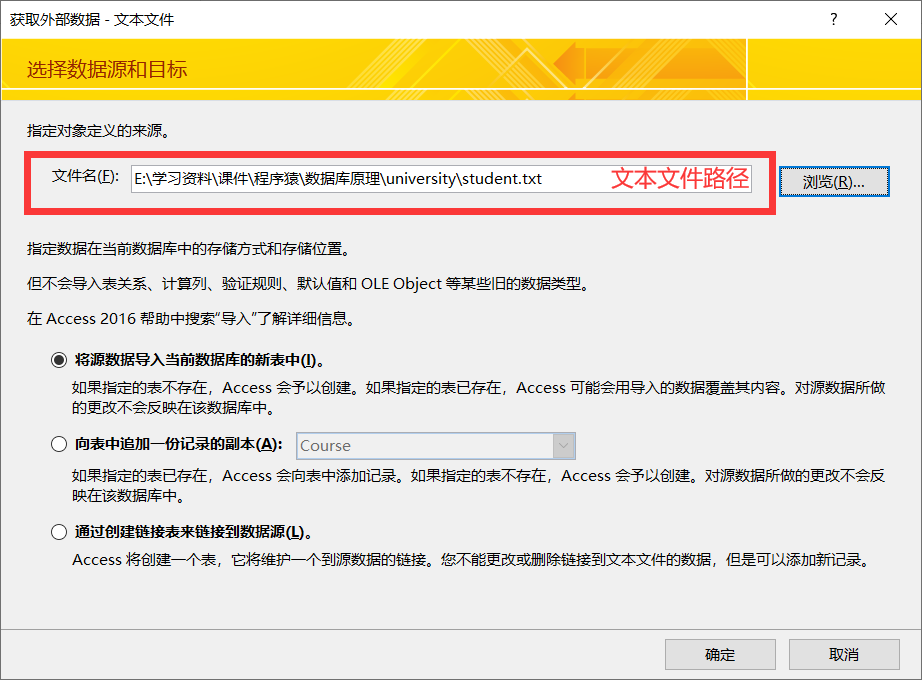 获取外部数据 - 文本文件
?
选择数据源和目标
指定对象定义的来源。
文件名(F): E:\学习资料\课件\程序猿\数据库原理\university\student.txt 文本文件路径 浏览(R)...
指定数据在当前数据库中的存储方式和存储位置。
但不会导入表关系、计算列、验证规则、默认值和 OLE Object 等某些旧的数据类型。
在 Access 2016 帮助中搜索“导入”了解详细信息。
将源数据导入当前数据库的新表中(I)。
如果指定的表不存在，Access 会予以创建。如果指定的表已存在，Access 可能会用导入的数据覆盖其内容。对源数据所做
的更改不会反映在该数据库中。
向表中追加一份记录的副本(A): Course
如果指定的表已存在，Access 会向表中添加记录。如果指定的表不存在，Access 会予以创建。对源数据所做的更改不会反
映在该数据库中。
通过创建链接表来链接到数据源(L)。
Access 将创建一个表，它将维护一个到源数据的链接。您不能更改或删除链接到文本文件的数据，但是可以添加新记录。
确定 取消